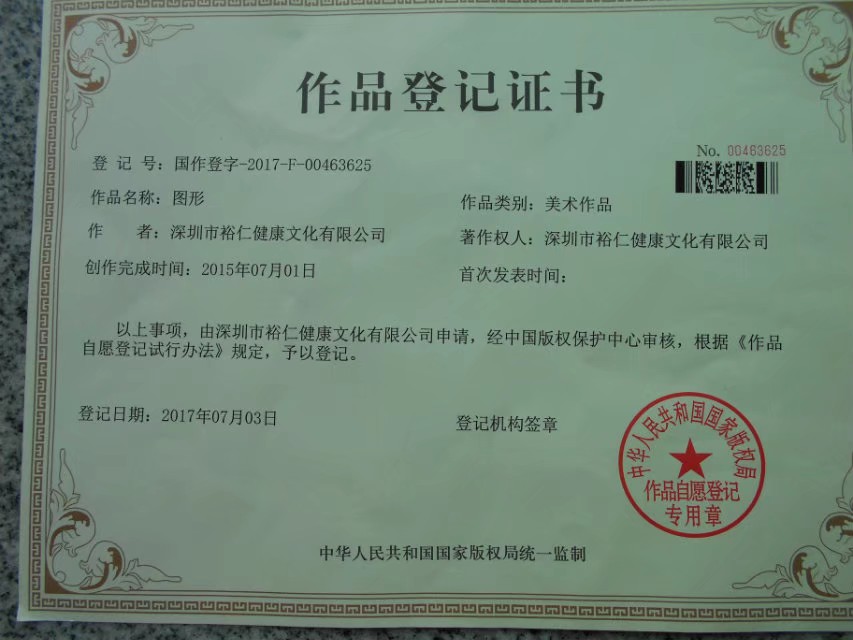 作品登记证书
No. 00463625
登 记 号：国作登字-2017-F-00463625
作品名称：图形
作品类别：美术作品
作 者：深圳市裕仁健康文化有限公司
著作权人：深圳市裕仁健康文化有限公司
创作完成时间：2015年07月01日
首次发表时间：
以上事项，由深圳市裕仁健康文化有限公司申请，经中国版权保护中心审核，根据《作品
自愿登记试行办法》规定，予以登记。
登记日期：2017年07月03日
登记机构签章
中华人民共和国国家版权局
作品自愿登记
专用章
中华人民共和国国家版权局统一监制